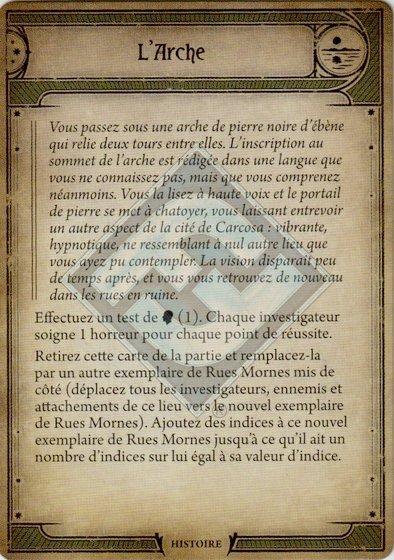 L'Arche
Vous passez sous une arche de pierre noire d'ébène
qui relie deux tours entre elles. L'inscription au
sommet de l'arche est rédigée dans une langue que
vous ne connaissez pas, mais que vous comprenez
néanmoins. Vous la lisez à haute voix et le portail
de pierre se met à chatoyer, vous laissant entrevoir
un autre aspect de la cité de Carcosa : vibrante,
hypnotique, ne ressemblant à nul autre lieu que
vous ayez pu contempler. La vision disparaît peu
de temps après, et vous vous retrouvez de nouveau
dans les rues en ruine.
Effectuez un test de (1). Chaque investigateur
soigne 1 horreur pour chaque point de réussite.
Retirez cette carte de la partie et remplacez-la
par un autre exemplaire de Rues Mornes mis de
côté (déplacez tous les investigateurs, ennemis et
attachements de ce lieu vers le nouvel exemplaire
de Rues Mornes). Ajoutez des indices à ce nouvel
exemplaire de Rues Mornes jusqu'à ce qu'il ait un
nombre d'indices sur lui égal à sa valeur d'indice.
HISTOIRE